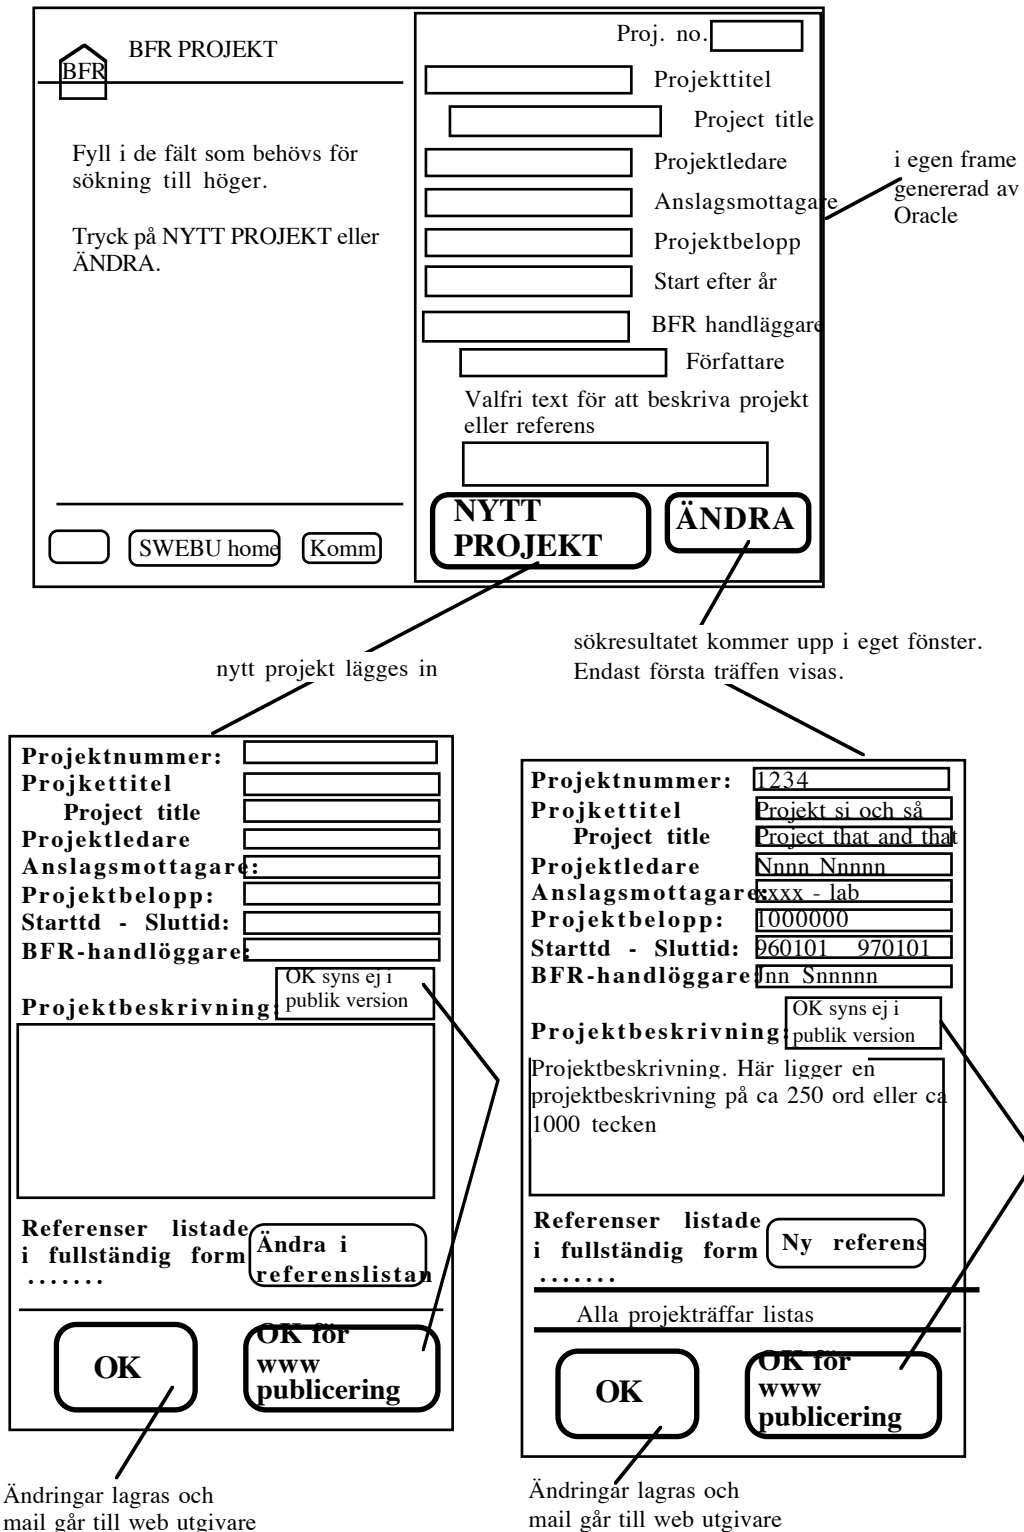 BFR PROJEKT
BFR
Fyll i de fält som behövs för
sökning till höger.
Tryck på NYTT PROJEKT eller
ÄNDRA.
SWEBU home
Komm
Proj. no.
Projekttitel
Project title
Projektledare
Anslagsmottagare
Projektbelopp
Start efter år
BFR handläggare
Författare
Valfri text för att beskriva projekt
eller referens
NYTT
PROJEKT
ÄNDRA
i egen frame
genererad av
Oracle
nytt projekt lägges in
sökresultatet kommer upp i eget fönster.
Endast första träffen visas.
Projektnummer:
Projkettitel
Project title
Projektledare
Anslagsmottagare:
Projektbelopp:
Starttd - Sluttid:
BFR-handlöggare:
OK syns ej i
publik version
Projektbeskrivning:
Referenser listade
i fullständig form
.......
Ändra i
referenslistan
OK
OK för
www
publicering
Ändringar lagras och
mail går till web utgivare
Projektnummer: 1234
Projkettitel Projekt si och så
Project title Project that and that
Projektledare Nnnn Nnnnn
Anslagsmottagare: xxxx - lab
Projektbelopp: 1000000
Starttd - Sluttid: 960101 970101
BFR-handlöggare: Jnn Snnnnn
OK syns ej i
publik version
Projektbeskrivning:
Projektbeskrivning. Här ligger en
projektbeskrivning på ca 250 ord eller ca
1000 tecken
Referenser listade
i fullständig form
.......
Ny referens
Alla projekträffar listas
OK
OK för
www
publicering
Ändringar lagras och
mail går till web utgivare